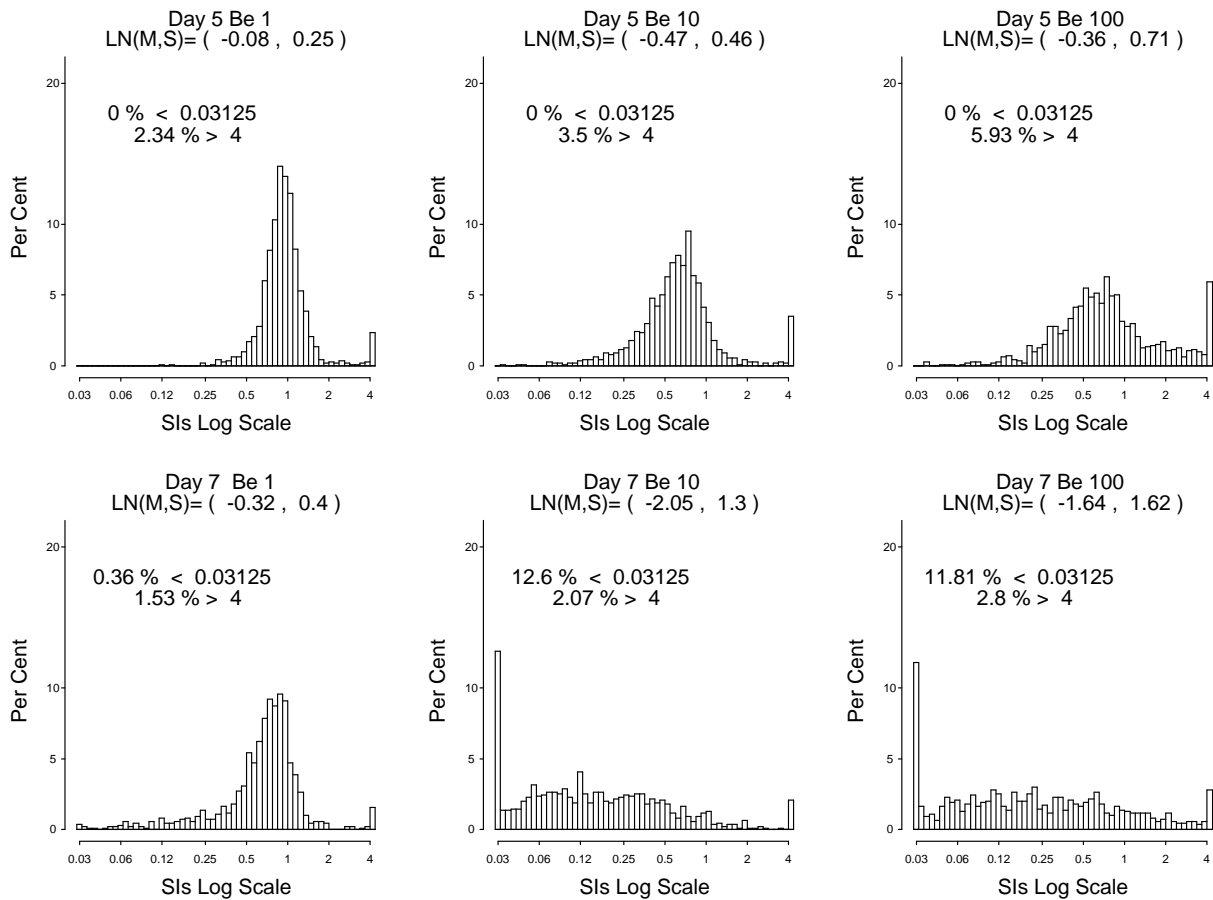 Day 5 Be 1
LN(M,S)= ( -0.08 , 0.25 )
0 % < 0.03125
2.34 % > 4
Per Cent
20
10
5
0
0.03 0.06 0.12 0.25 0.5 1 2 4
SIs Log Scale
Day 5 Be 10
LN(M,S)= ( -0.47 , 0.46 )
0 % < 0.03125
3.5 % > 4
Per Cent
20
10
5
0
0.03 0.06 0.12 0.25 0.5 1 2 4
SIs Log Scale
Day 5 Be 100
LN(M,S)= ( -0.36 , 0.71 )
0 % < 0.03125
5.93 % > 4
Per Cent
20
10
5
0
0.03 0.06 0.12 0.25 0.5 1 2 4
SIs Log Scale
Day 7 Be 1
LN(M,S)= ( -0.32 , 0.4 )
0.36 % < 0.03125
1.53 % > 4
Per Cent
20
10
5
0
0.03 0.06 0.12 0.25 0.5 1 2 4
SIs Log Scale
Day 7 Be 10
LN(M,S)= ( -2.05 , 1.3 )
12.6 % < 0.03125
2.07 % > 4
Per Cent
20
10
5
0
0.03 0.06 0.12 0.25 0.5 1 2 4
SIs Log Scale
Day 7 Be 100
LN(M,S)= ( -1.64 , 1.62 )
11.81 % < 0.03125
2.8 % > 4
Per Cent
20
10
5
0
0.03 0.06 0.12 0.25 0.5 1 2 4
SIs Log Scale